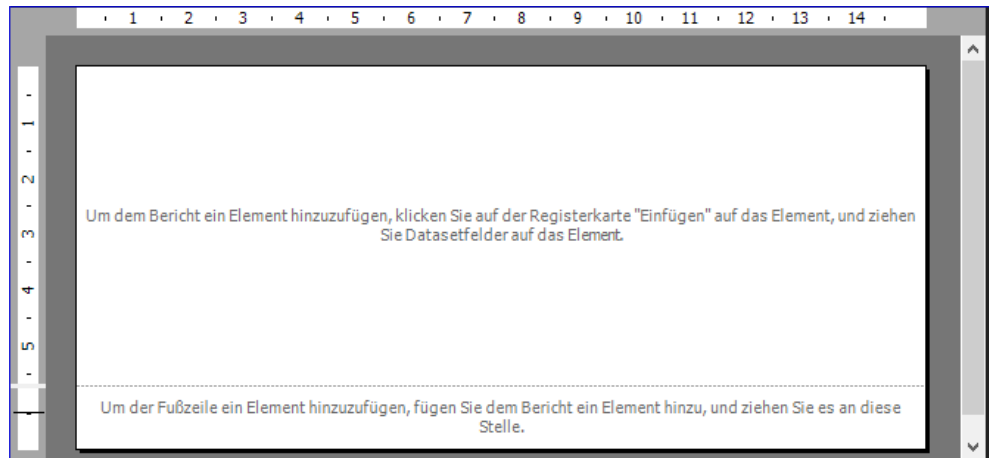 1 2 3 4 5 6 7 8 9 10 11 12 13 14
1
2
3
4
5
Um dem Bericht ein Element hinzuzufügen, klicken Sie auf der Registerkarte "Einfügen" auf das Element, und ziehen
Sie Datasetfelder auf das Element.
Um der Fußzeile ein Element hinzuzufügen, fügen Sie dem Bericht ein Element hinzu, und ziehen Sie es an diese
Stelle.